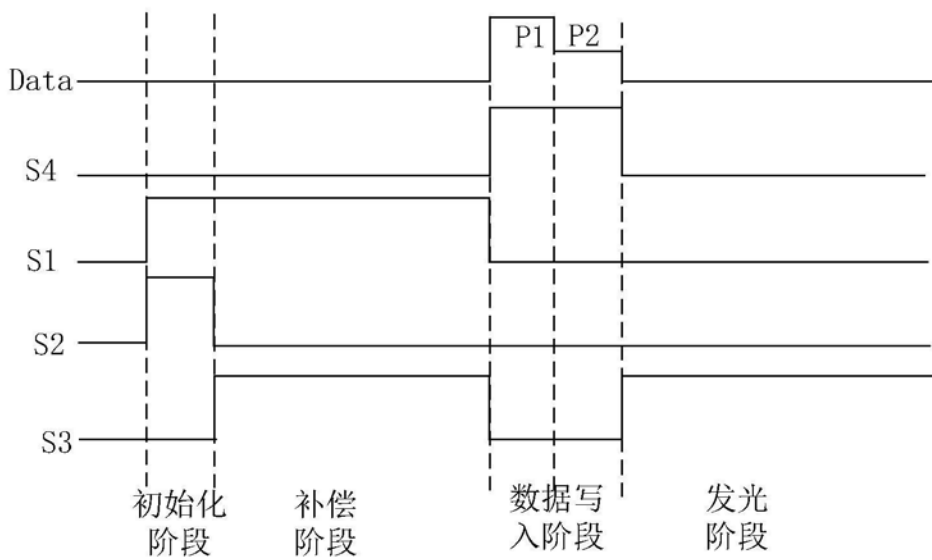 P1 P2
Data
S4
S1
S2
S3
初始化 补偿 数据写 发光
阶段 阶段 入阶段 阶段